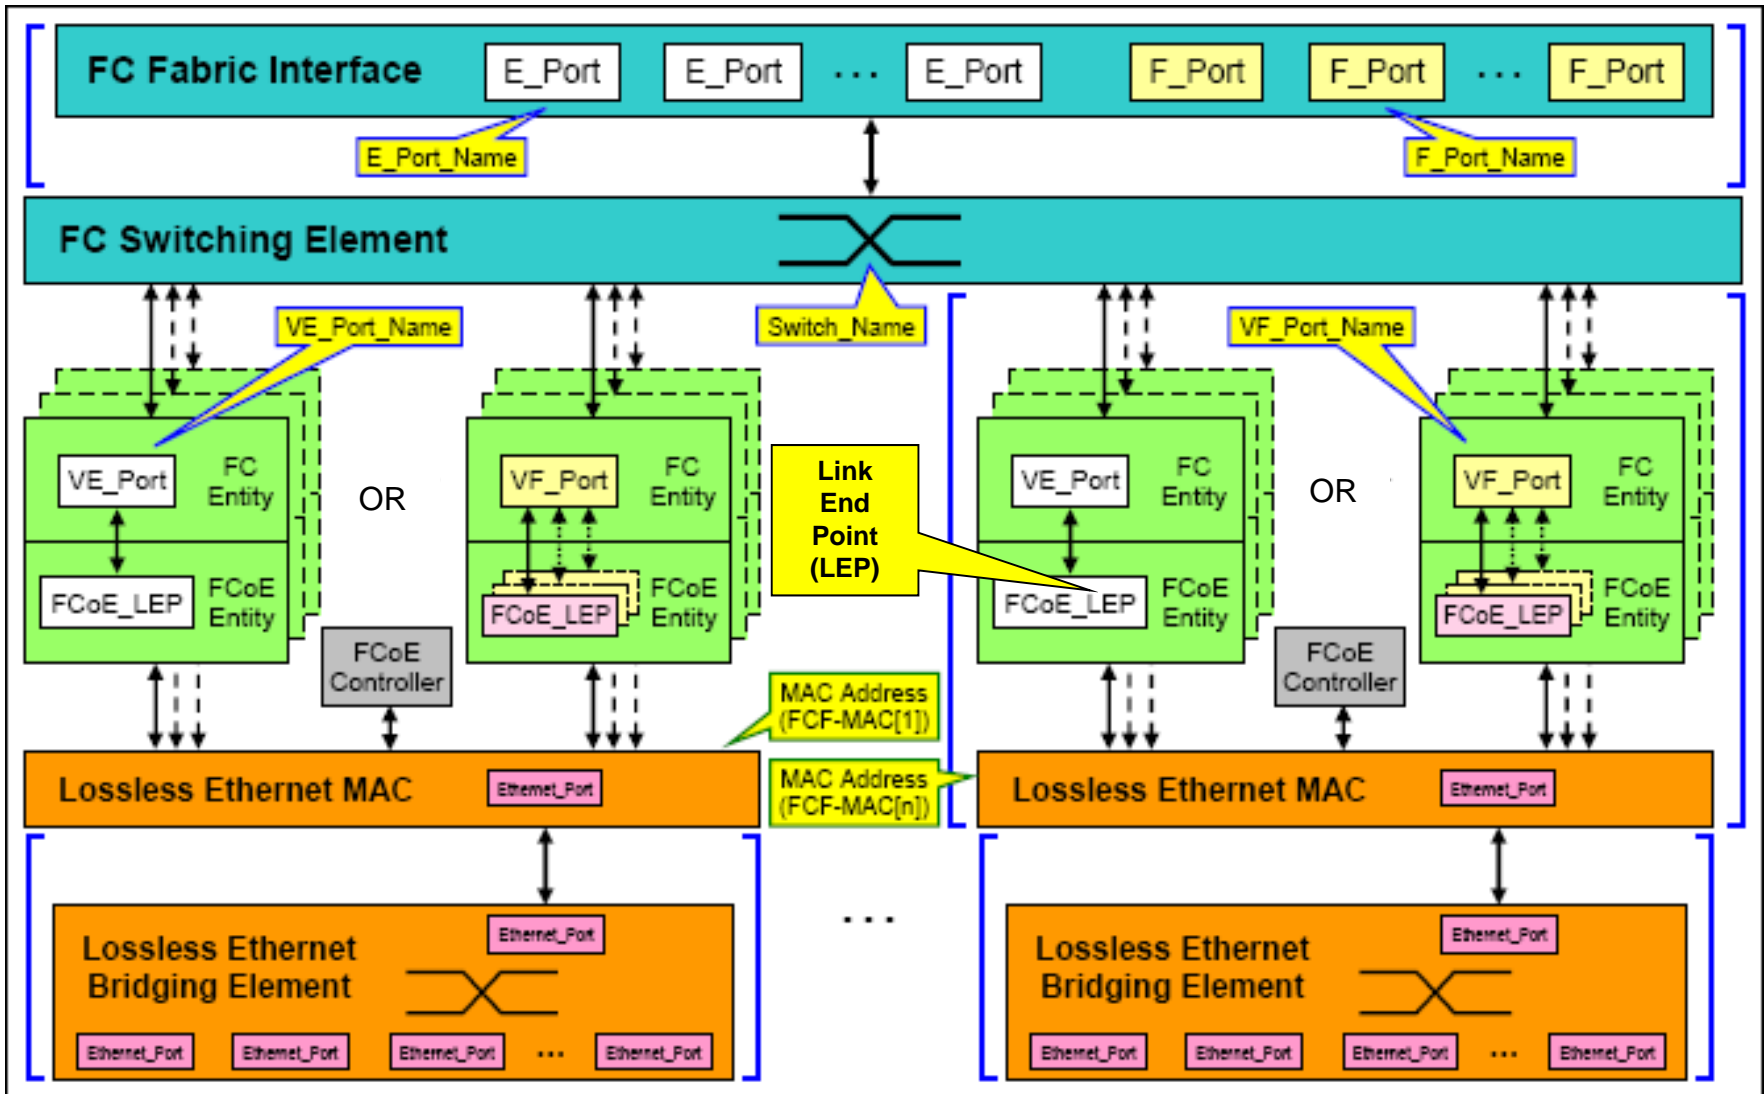 FC Fabric Interface
E_Port
E_Port
...
E_Port
F_Port
F_Port
...
F_Port
E_Port_Name
F_Port_Name
FC Switching Element
VE_Port_Name
Switch_Name
VF_Port_Name
VE_Port
FC
Entity
FCoE_LEP
FCoE
Entity
OR
VF_Port
FC
Entity
FCoE_LEP
FCoE
Entity
FCoE
Controller
Link
End
Point
(LEP)
VE_Port
FC
Entity
FCoE_LEP
FCoE
Entity
OR
VF_Port
FC
Entity
FCoE_LEP
FCoE
Entity
FCoE
Controller
MAC Address
(FCF-MAC[1])
MAC Address
(FCF-MAC[n])
Lossless Ethernet MAC
Ethernet_Port
Lossless Ethernet MAC
Ethernet_Port
Lossless Ethernet
Bridging Element
Ethernet_Port
Ethernet_Port
Ethernet_Port
Ethernet_Port
...
Ethernet_Port
...
Lossless Ethernet
Bridging Element
Ethernet_Port
Ethernet_Port
Ethernet_Port
Ethernet_Port
...
Ethernet_Port